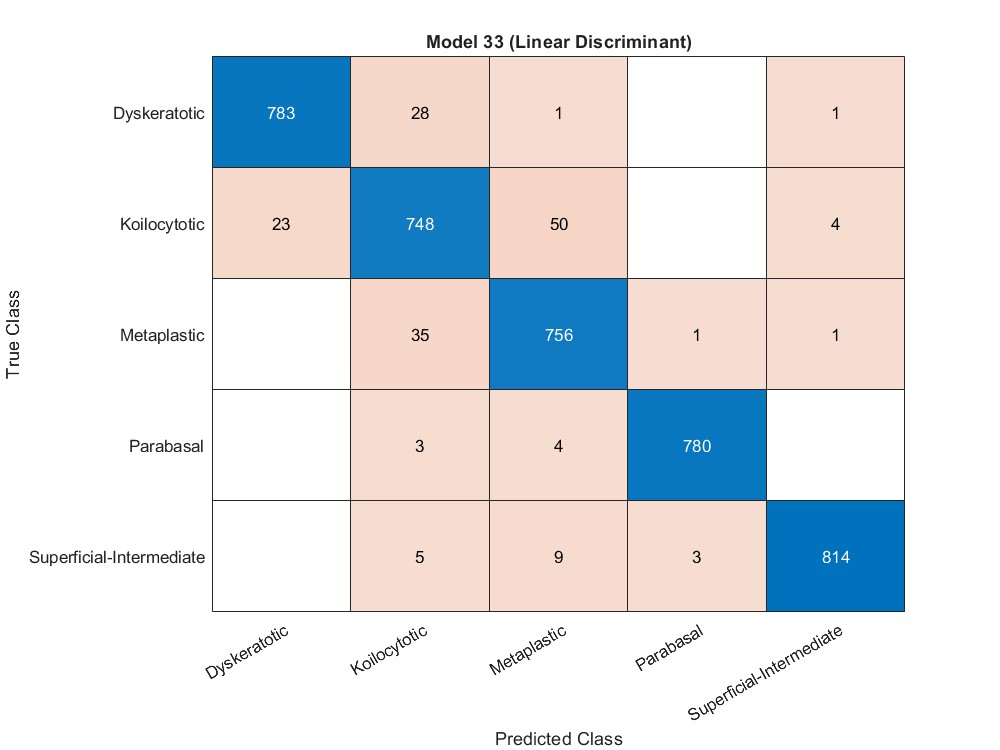 Model 33 (Linear Discriminant)
True Class
Dyskeratotic 783 28 1 1
Koilocytotic 23 748 50 4
Metaplastic 35 756 1 1
Parabasal 3 4 780
Superficial-Intermediate 5 9 3 814
Dyskeratotic Koilocytotic Metaplastic Parabasal Superficial-Intermediate
Predicted Class